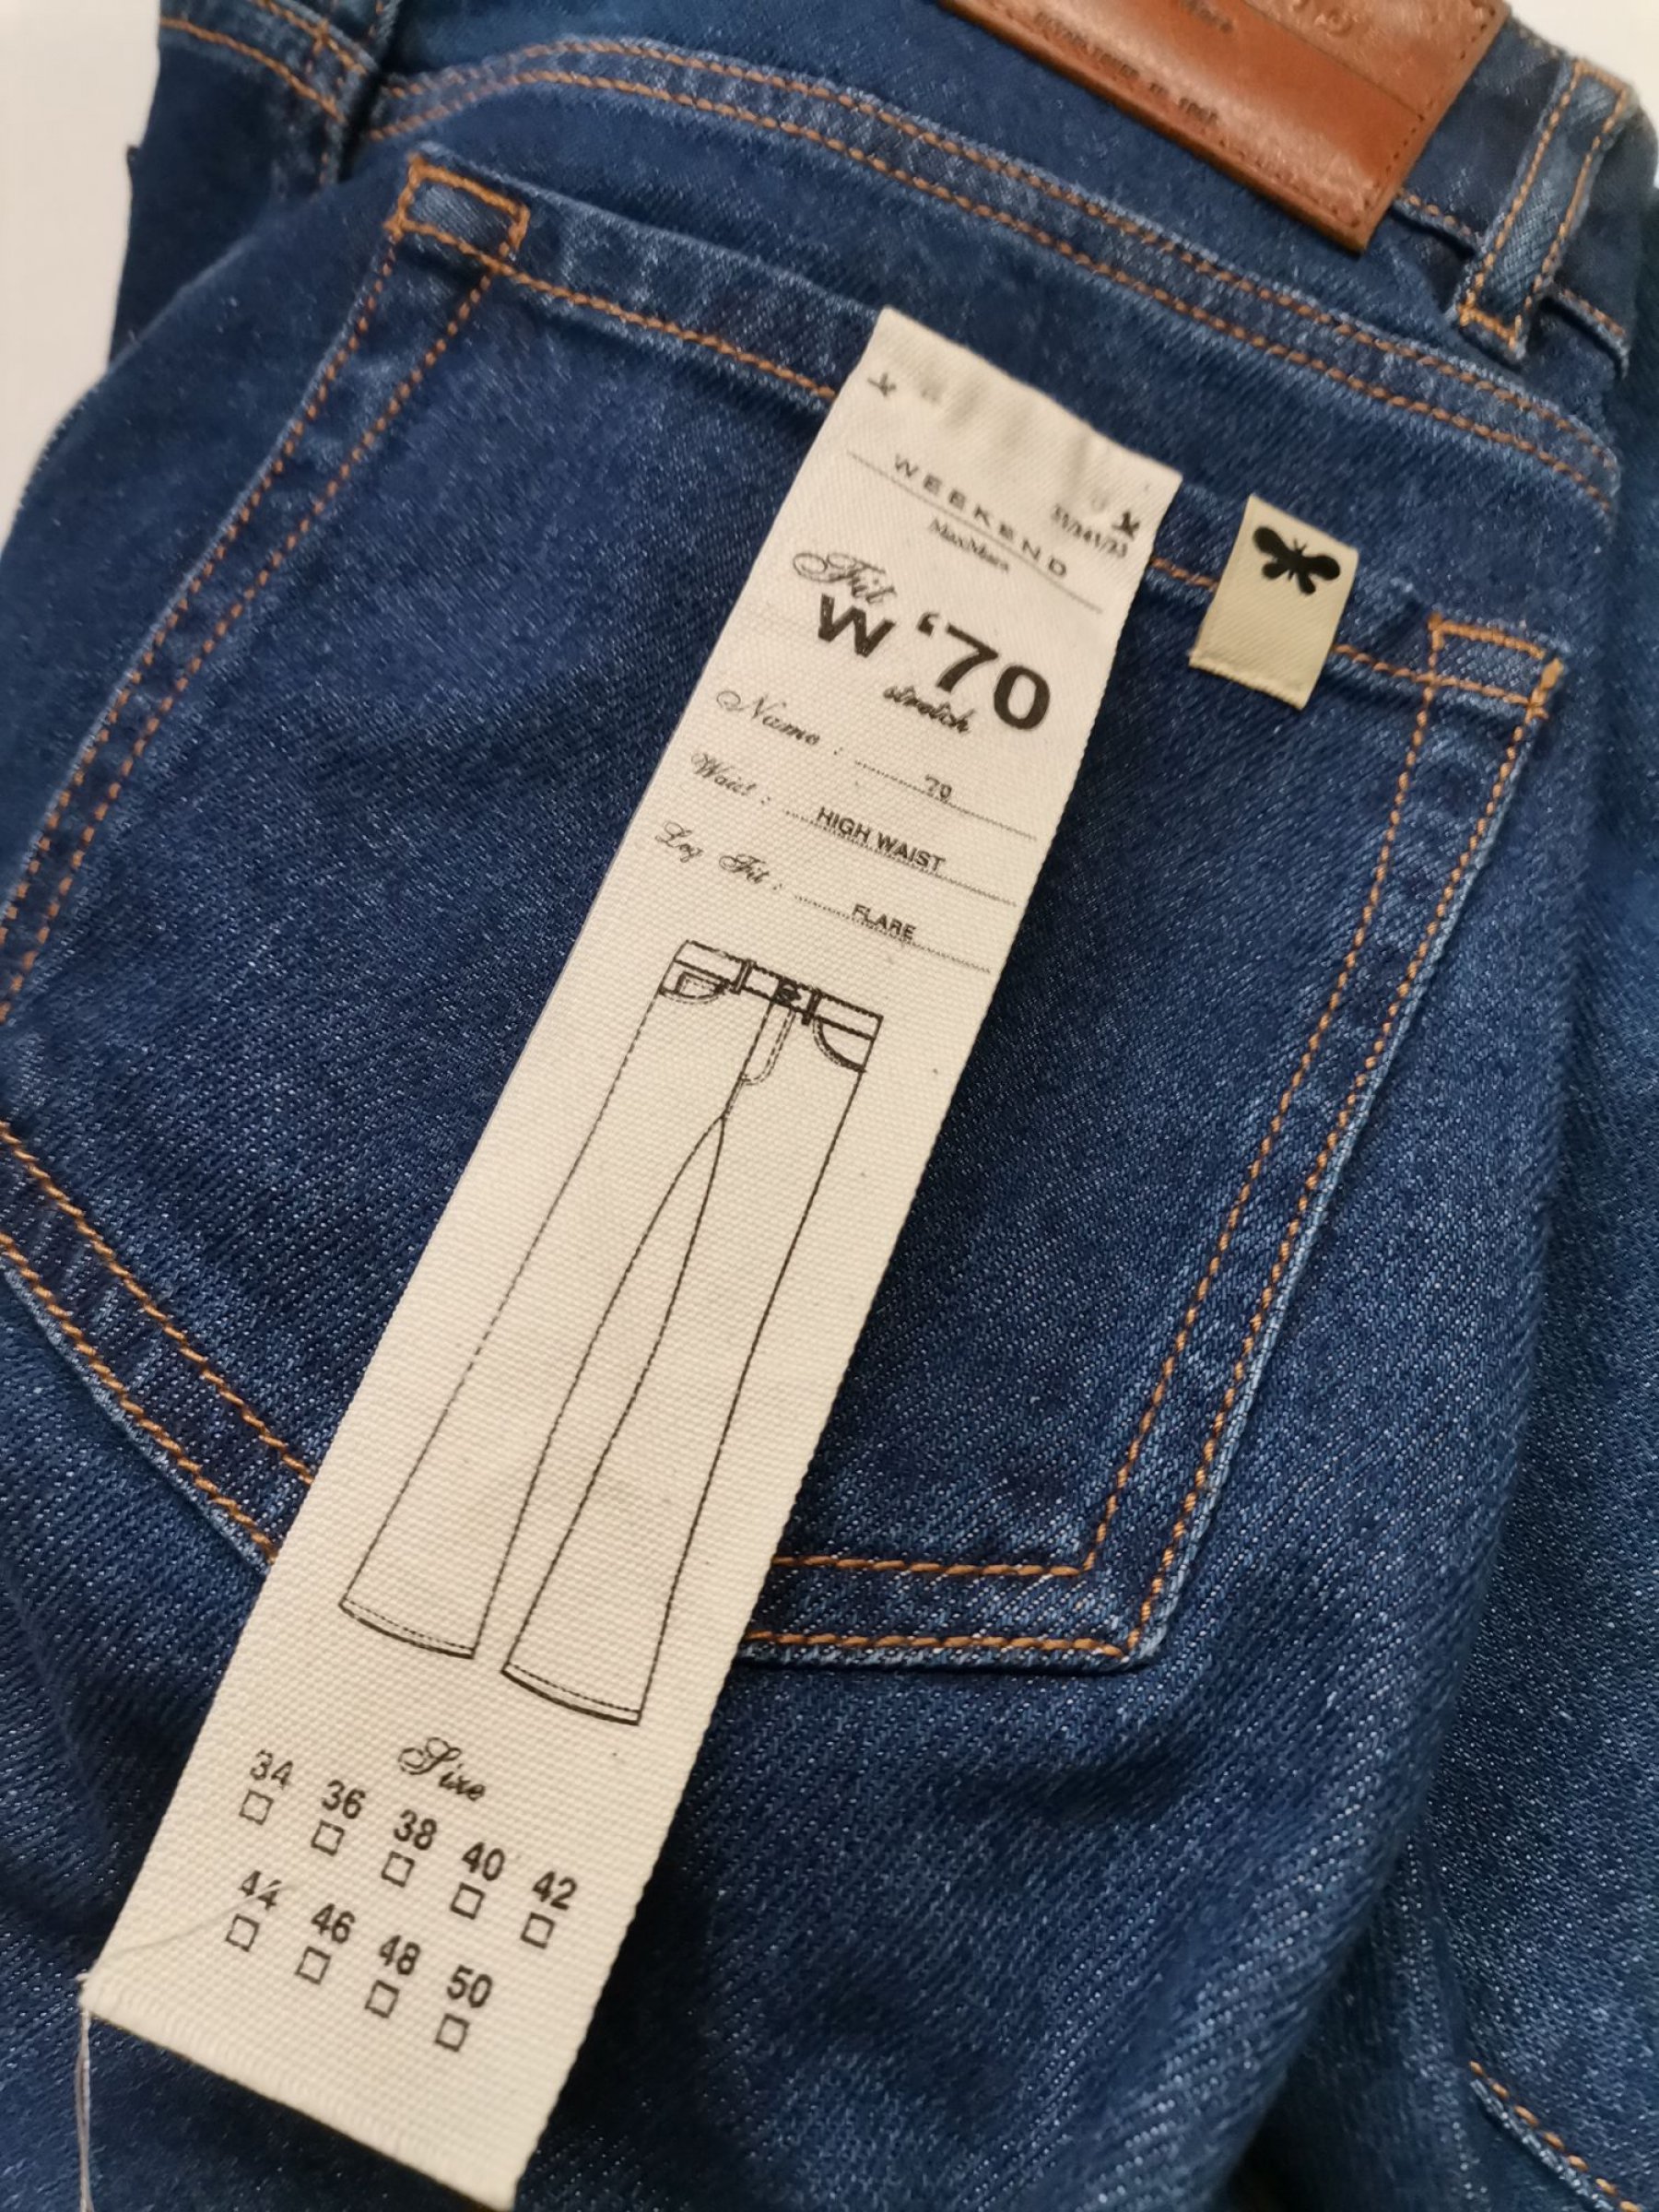 WEEKEND
MaxMara
Fit
W '70
stretch
Name : 70
Waist : HIGH WAIST
Leg Fit : FLARE
Size
34 36 38 40 42
44 46 48 50